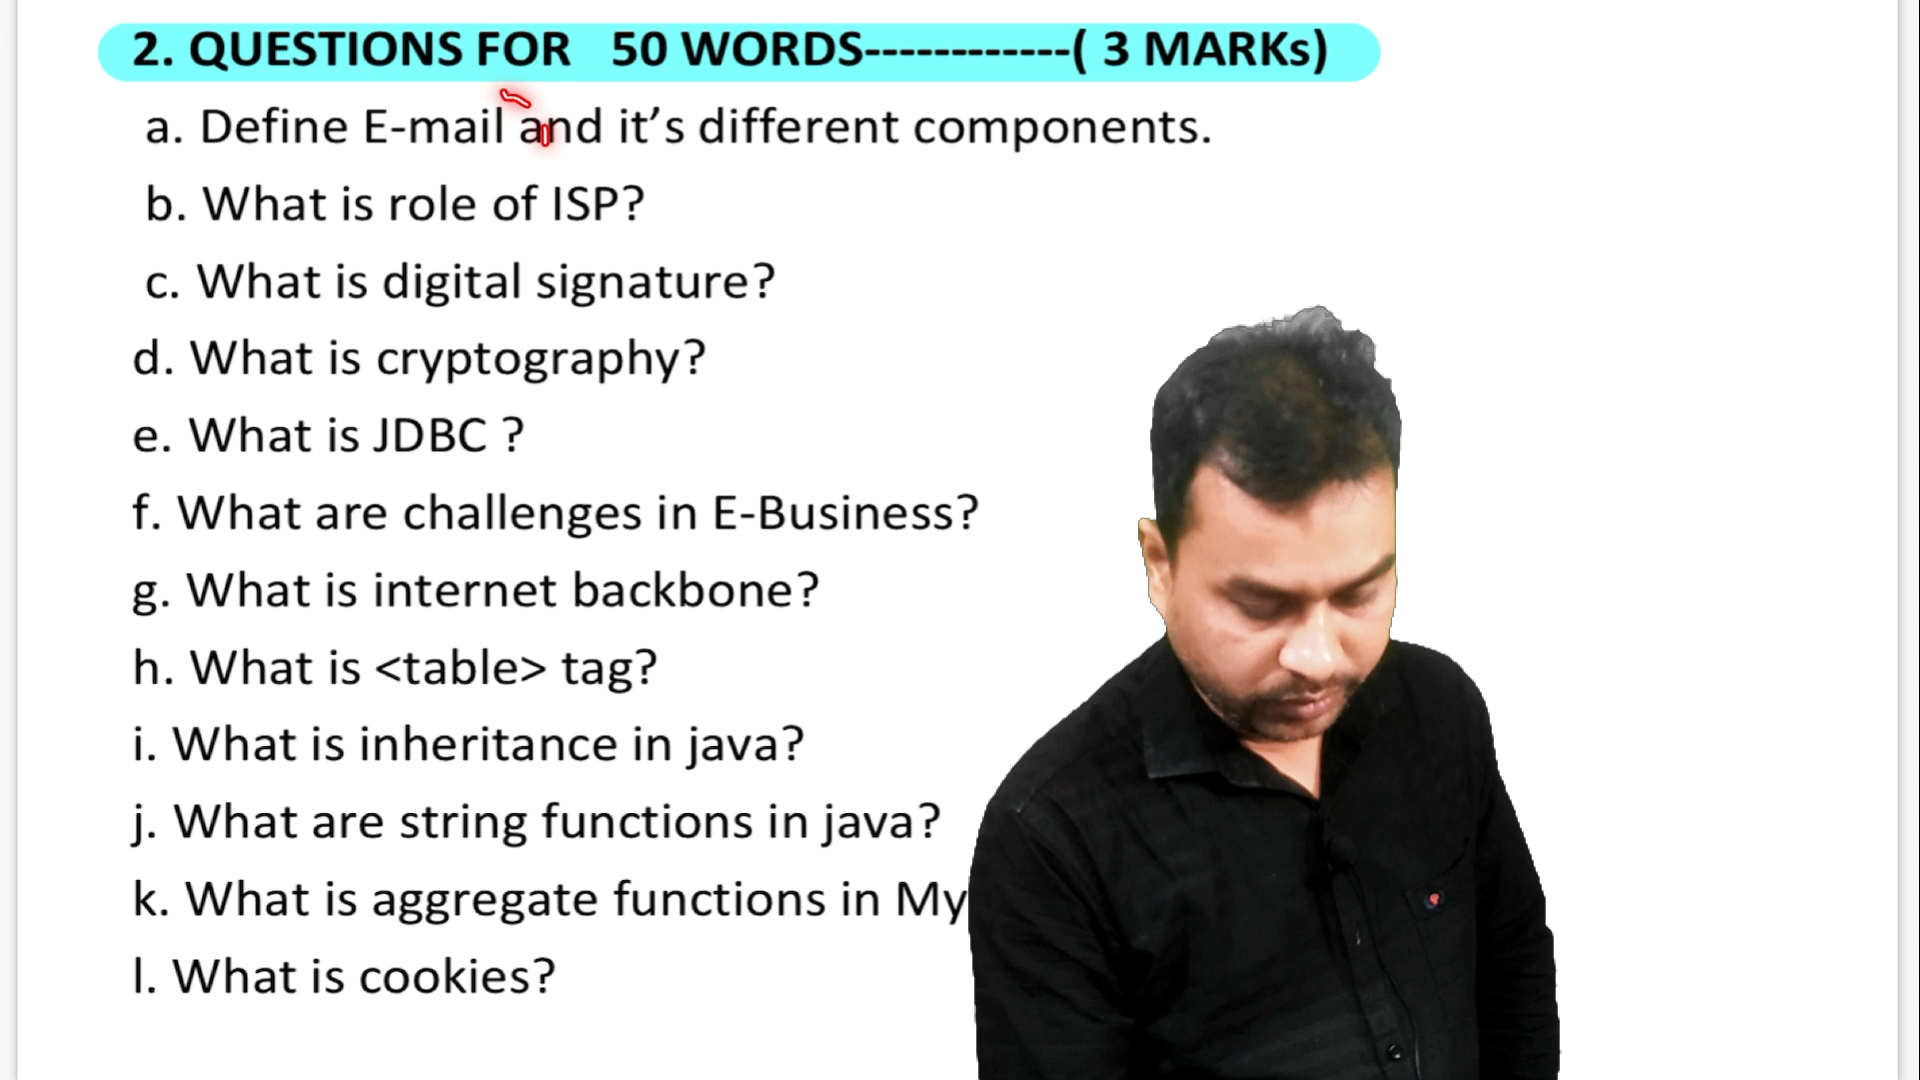 2. QUESTIONS FOR 50 WORDS------------( 3 MARKs)
a. Define E-mail and it’s different components.
b. What is role of ISP?
c. What is digital signature?
d. What is cryptography?
e. What is JDBC ?
f. What are challenges in E-Business?
g. What is internet backbone?
h. What is <table> tag?
i. What is inheritance in java?
j. What are string functions in java?
k. What is aggregate functions in My
l. What is cookies?